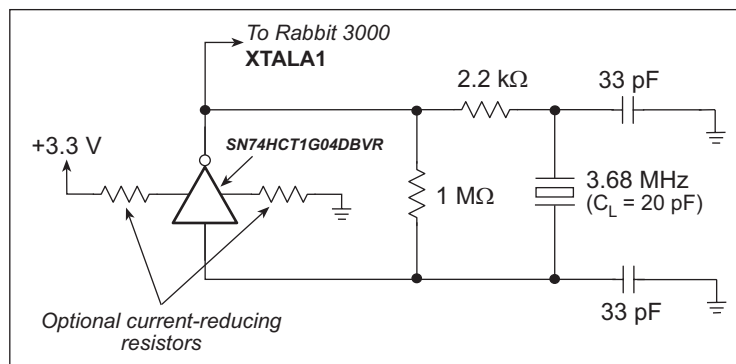 To Rabbit 3000
XTALA1
2.2 kΩ
33 pF
+3.3 V
SN74HCT1G04DBVR
1 MΩ
3.68 MHz
(C_L = 20 pF)
33 pF
Optional current-reducing
resistors